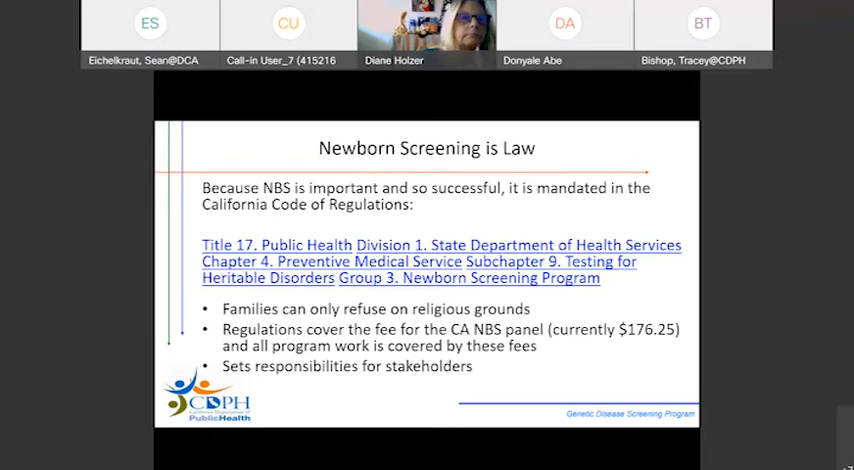 ES
CU
DA
BT
Eichelkraut, Sean@DCA
Call-in User_7 (415216
Diane Holzer
Donyale Abe
Bishop, Tracey@CDPH
Newborn Screening is Law
Because NBS is important and so successful, it is mandated in the
California Code of Regulations:
Title 17. Public Health Division 1. State Department of Health Services
Chapter 4. Preventive Medical Service Subchapter 9. Testing for
Heritable Disorders Group 3. Newborn Screening Program
• Families can only refuse on religious grounds
• Regulations cover the fee for the CA NBS panel (currently $176.25)
and all program work is covered by these fees
• Sets responsibilities for stakeholders
CDPH
California Department of
PublicHealth
Genetic Disease Screening Program